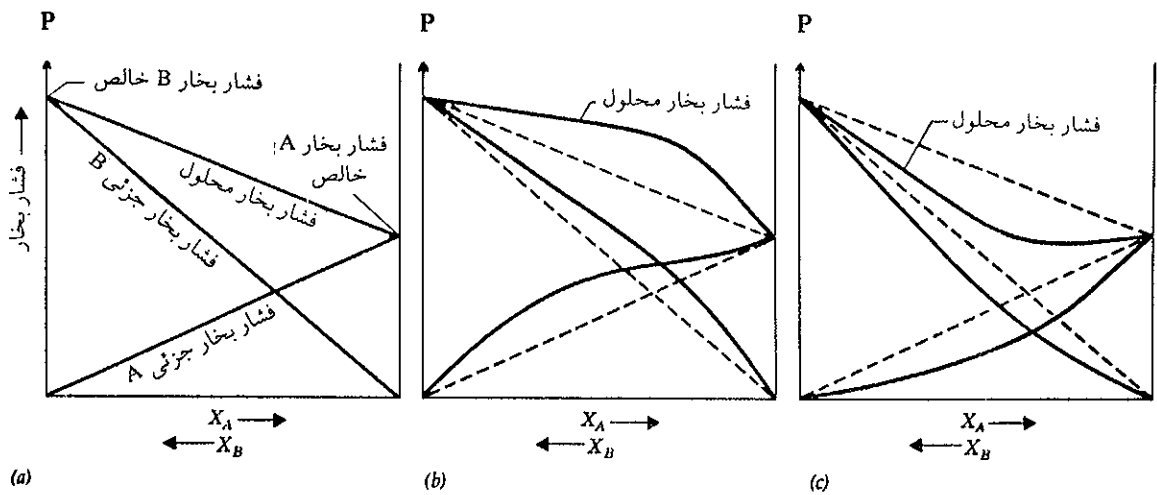 P
فشار بخار B خالص
فشار بخار
فشار بخار A
خالص
فشار بخار محلول
فشار بخار جزئی B
فشار بخار جزئی A
X_A
X_B
(a)
P
فشار بخار محلول
X_A
X_B
(b)
P
فشار بخار محلول
X_A
X_B
(c)